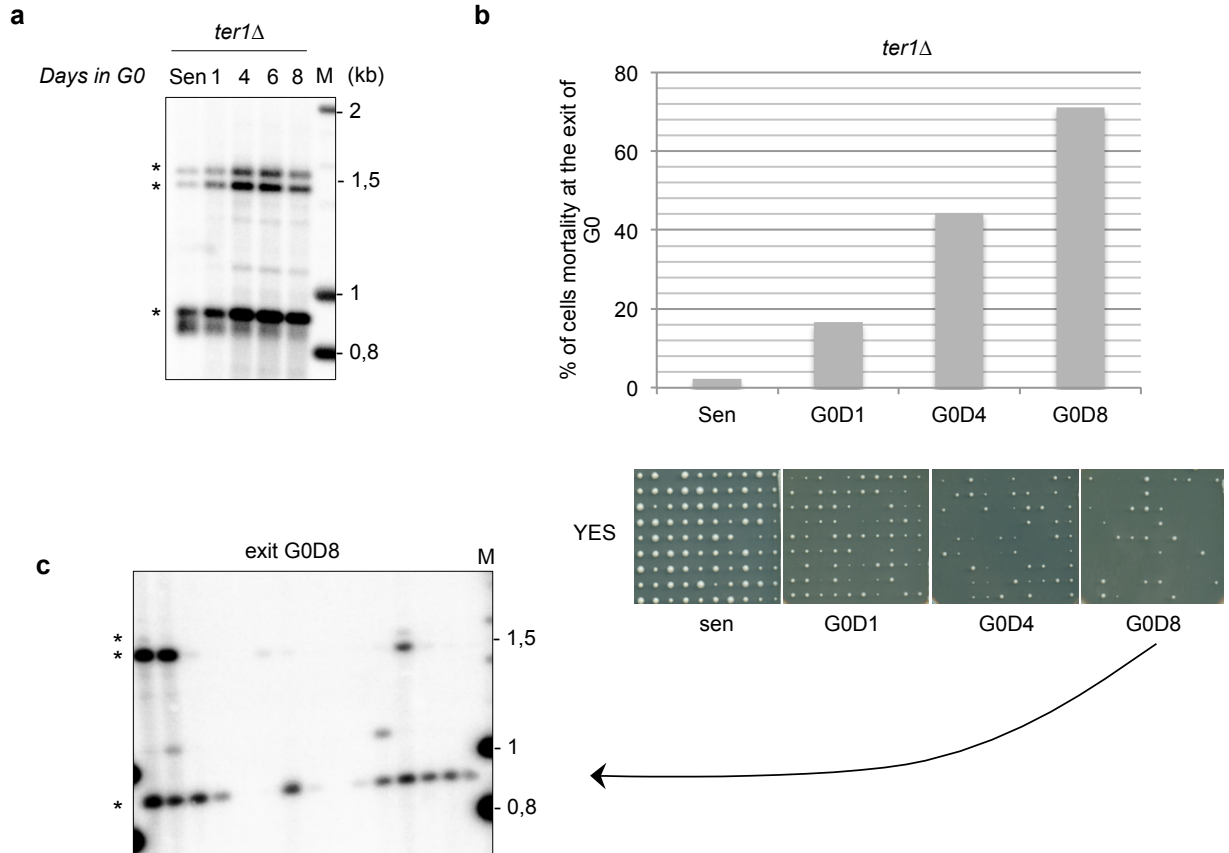 a
ter1Δ
Days in G0 Sen 1 4 6 8 M (kb)
- 2
*
*
- 1,5
- 1
*
- 0,8
b
ter1Δ
% of cells mortality at the exit of
G0
80
60
40
20
0
Sen G0D1 G0D4 G0D8
YES
sen G0D1 G0D4 G0D8
c
exit G0D8
M
*
- 1,5
*
- 1
*
- 0,8